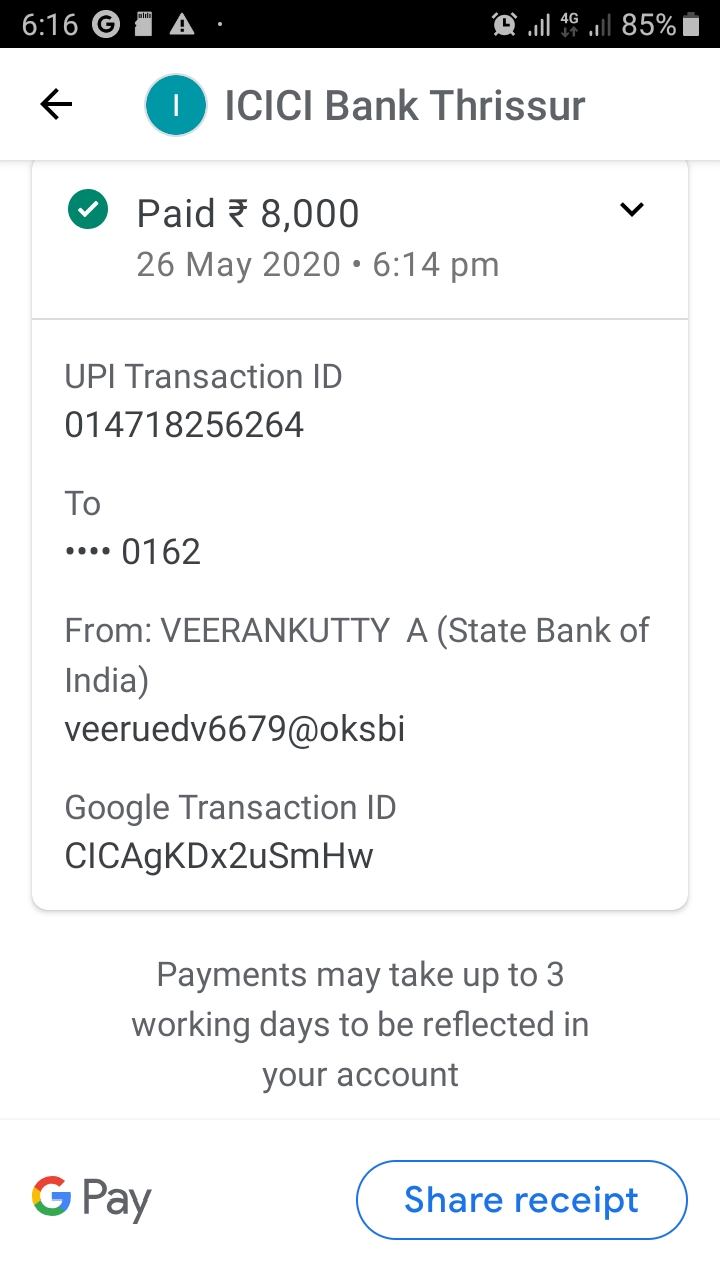 6:16 4G 85%
I ICICI Bank Thrissur
Paid ₹ 8,000
26 May 2020 • 6:14 pm
UPI Transaction ID
014718256264
To
•••• 0162
From: VEERANKUTTY  A (State Bank of
India)
veeruedv6679@oksbi
Google Transaction ID
CICAgKDx2uSmHw
Payments may take up to 3
working days to be reflected in
your account
G Pay Share receipt